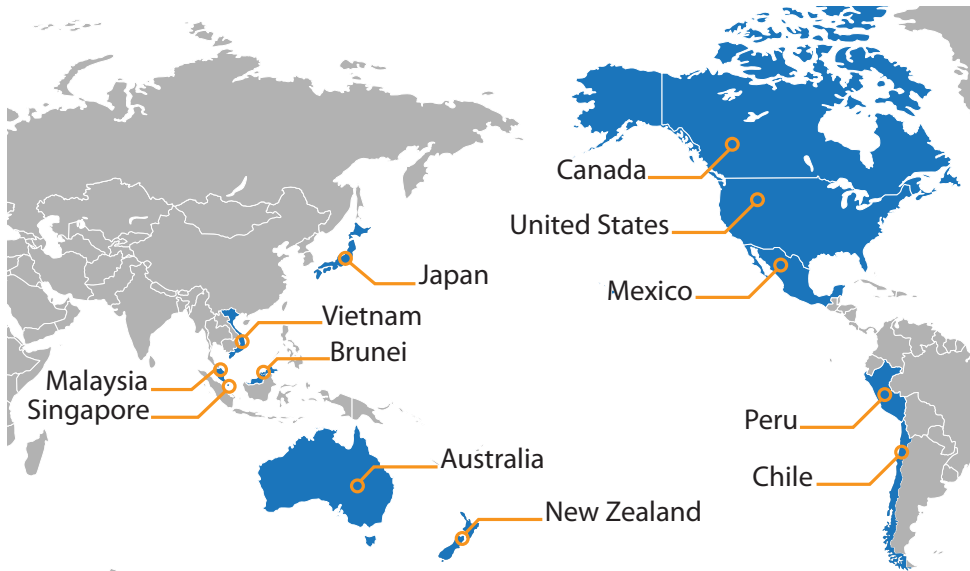 Canada
United States
Japan
Mexico
Vietnam
Brunei
Malaysia
Singapore
Peru
Australia
Chile
New Zealand